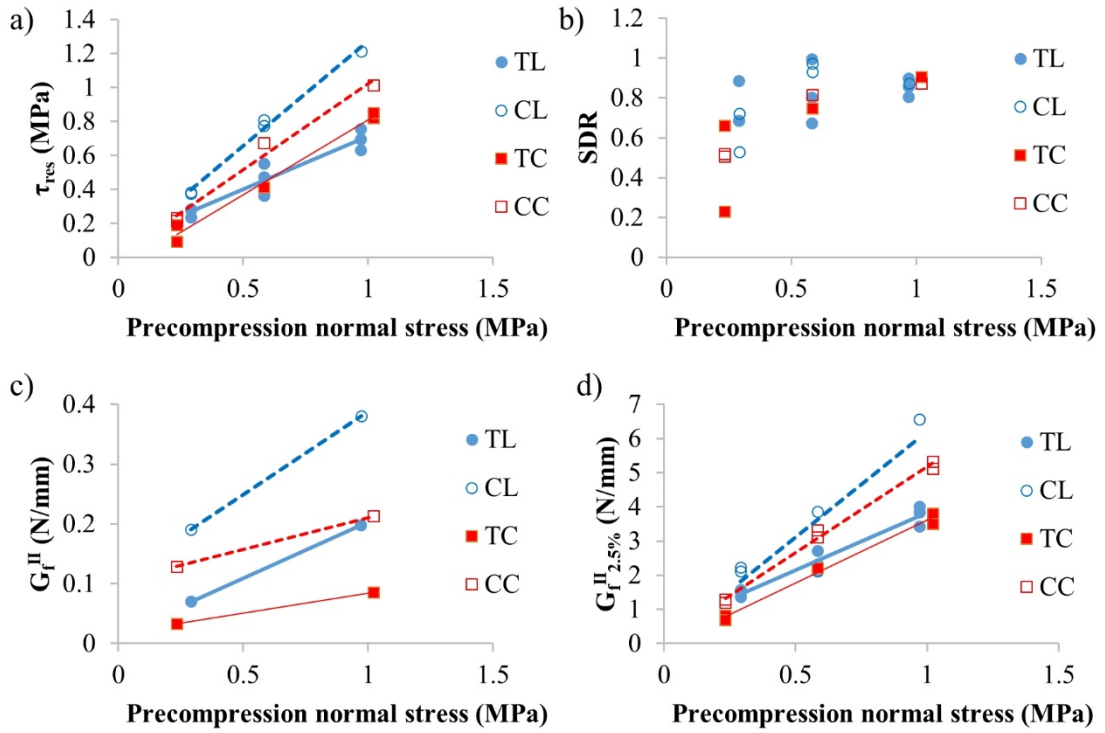 a)
τres (MPa)
1.4
1.2
1
0.8
0.6
0.4
0.2
0
0 0.5 1 1.5
Precompression normal stress (MPa)
TL
CL
TC
CC
b)
SDR
1.2
1
0.8
0.6
0.4
0.2
0
0 0.5 1 1.5
Precompression normal stress (MPa)
TL
CL
TC
CC
c)
GfII (N/mm)
0.4
0.3
0.2
0.1
0
0 0.5 1 1.5
Precompression normal stress (MPa)
TL
CL
TC
CC
d)
GfII2.5% (N/mm)
7
6
5
4
3
2
1
0
0 0.5 1 1.5
Precompression normal stress (MPa)
TL
CL
TC
CC